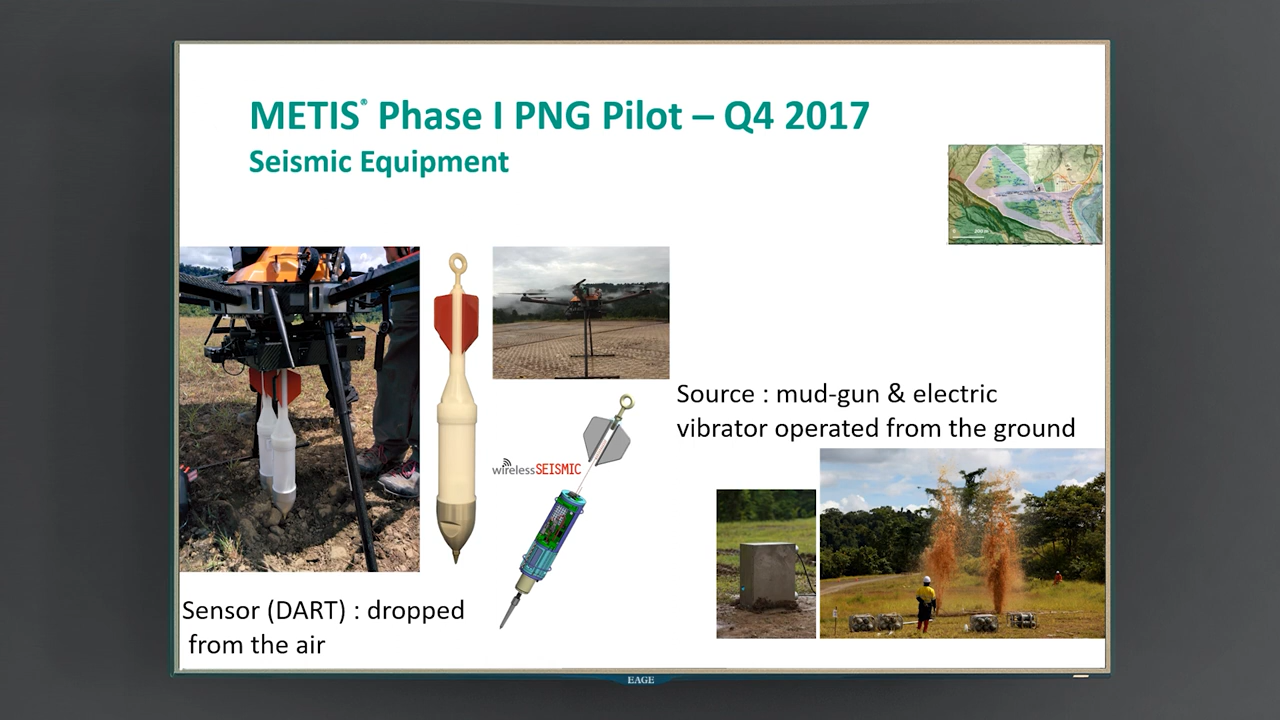 METIS® Phase I PNG Pilot – Q4 2017
Seismic Equipment
wirelessSEISMIC
Source : mud-gun & electric
vibrator operated from the ground
Sensor (DART) : dropped
from the air
EAGE